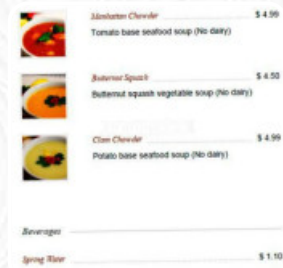 Manhattan Chowder $ 4.99
Tomato base seafood soup (No dairy)
Butternut Squash $ 4.50
Butternut squash vegetable soup (No dairy)
Clam Chowder $ 4.99
Potato base seafood soup (No dairy)
Beverages
Spring Water $ 1.10